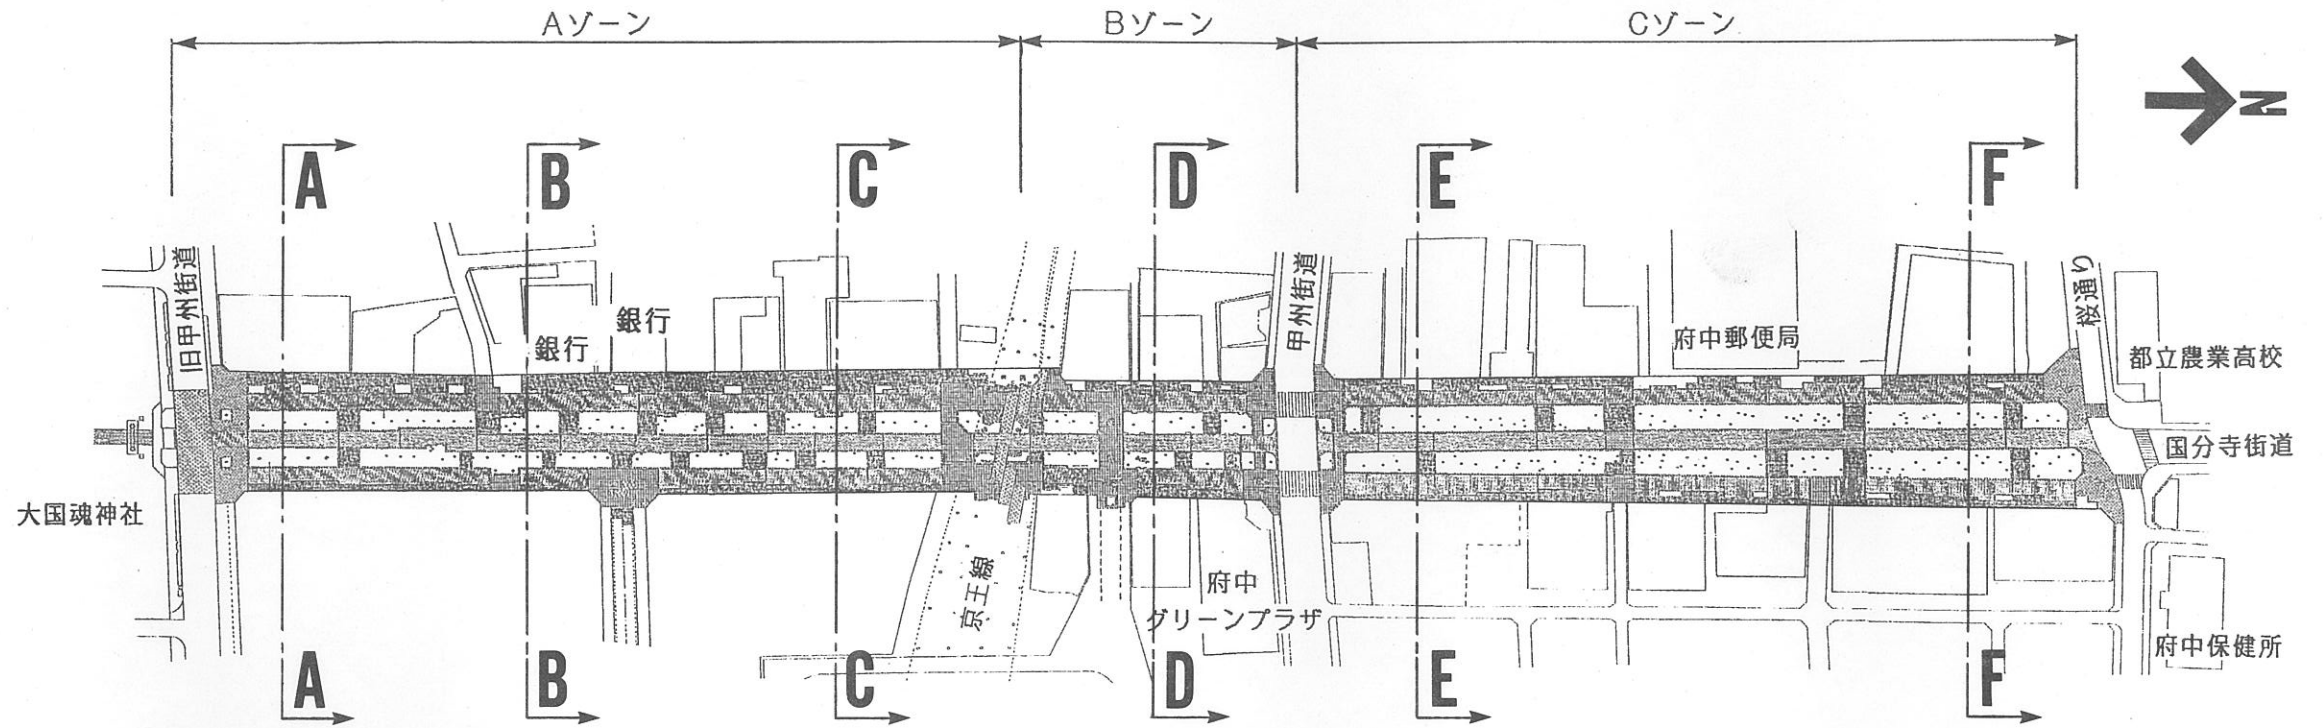 Aゾーン
Bゾーン
Cゾーン
N
A
B
C
D
E
F
旧甲州街道
甲州街道
桜通り
銀行
銀行
府中郵便局
都立農業高校
国分寺街道
大国魂神社
京王線
府中
グリーンプラザ
府中保健所
A
B
C
D
E
F